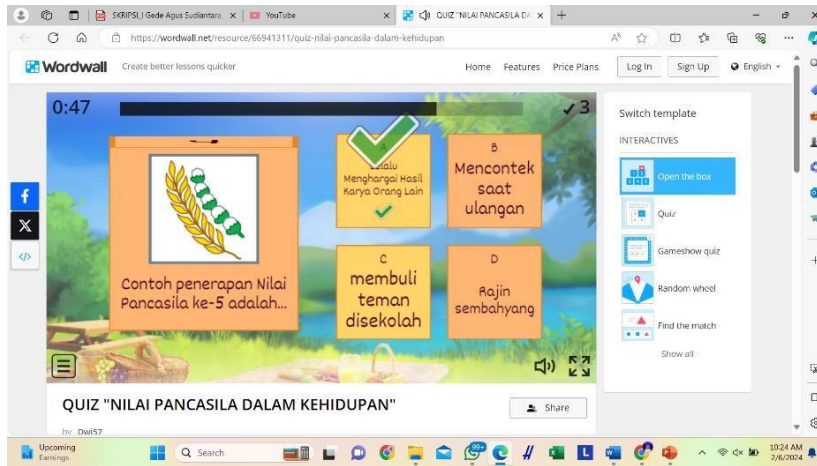 SKRIPSI_I Gede Agus Sudiantara
YouTube
QUIZ "NILAI PANCASILA DA
https://wordwall.net/resource/66941311/quiz-nilai-pancasila-dalam-kehidupan
Wordwall
Create better lessons quicker
Home Features Price Plans
Log In
Sign Up
English
0:47
3
Contoh penerapan Nilai
Pancasila ke-5 adalah...
A
Menghargai Hasil
Karya Orang Lain
B
Mencontek
saat
ulangan
C
membuli
teman
disekolah
D
Rajin
sembahyang
Switch template
INTERACTIVES
Open the box
Quiz
Gameshow quiz
Random wheel
Find the match
Show all
QUIZ "NILAI PANCASILA DALAM KEHIDUPAN"
by Dwi57
Share
Upcoming
Earnings
Search
99+
10:24 AM
2/6/2024